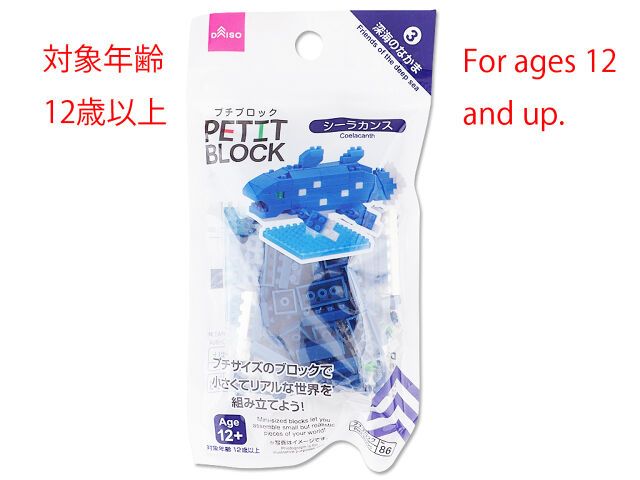 対象年齢
12歳以上
For ages 12
and up.
DAISO
深海のなかま
Friends of the deep sea
3
プチブロック
PETIT
BLOCK
シーラカンス
Coelacanth
プチサイズのブロックで
小さくてリアルな世界を
組み立てよう!
Age
12+
Mini-sized blocks let you
assemble small but realistic
pieces of your world!
※写真はイメージです
対象年齢 12歳以上
86